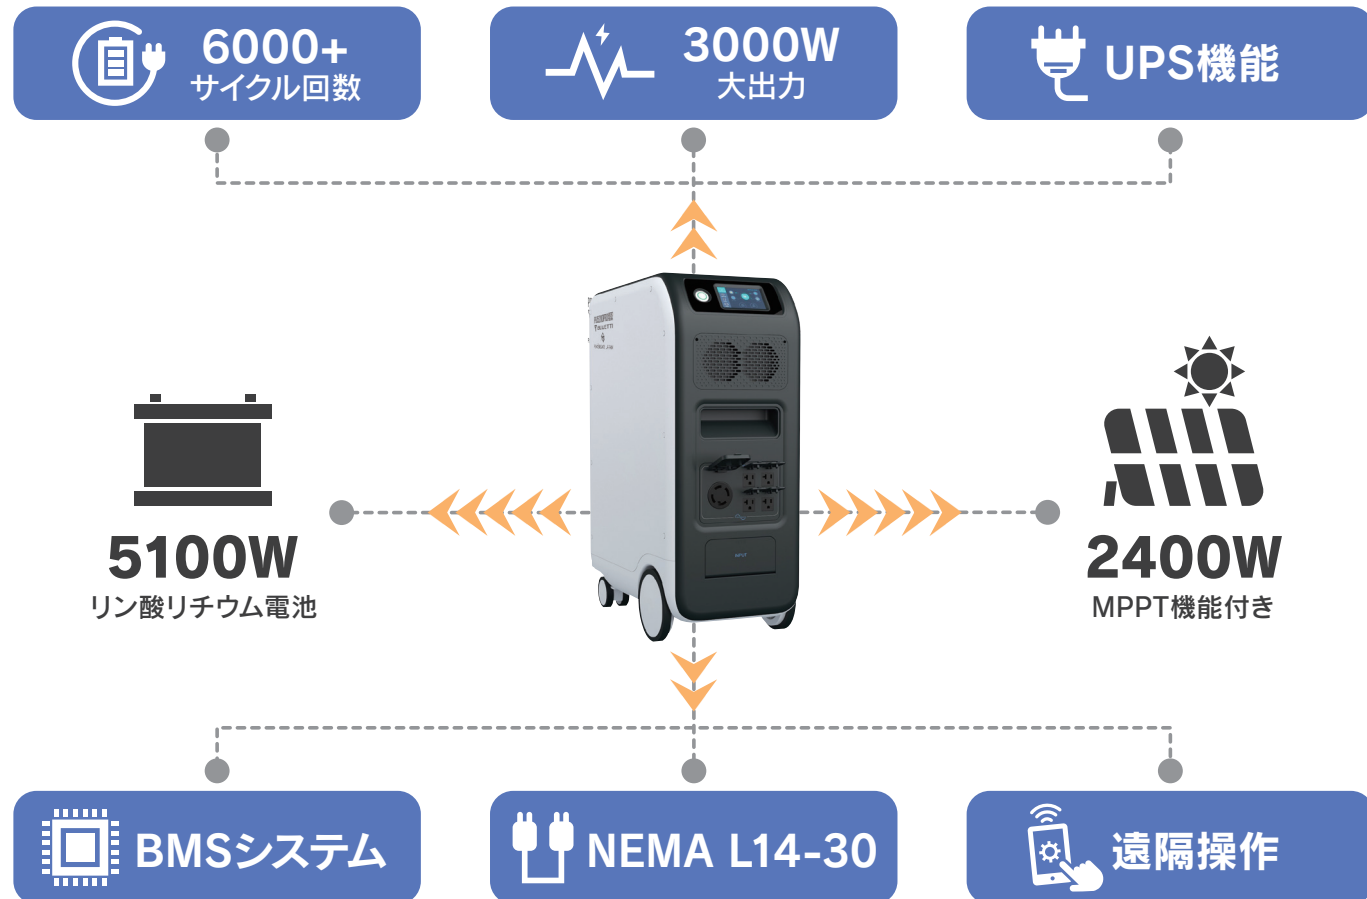 6000+
サイクル回数
3000W
大出力
UPS機能
5100W
リン酸リチウム電池
2400W
MPPT機能付き
INPUT
BMSシステム
NEMA L14-30
遠隔操作